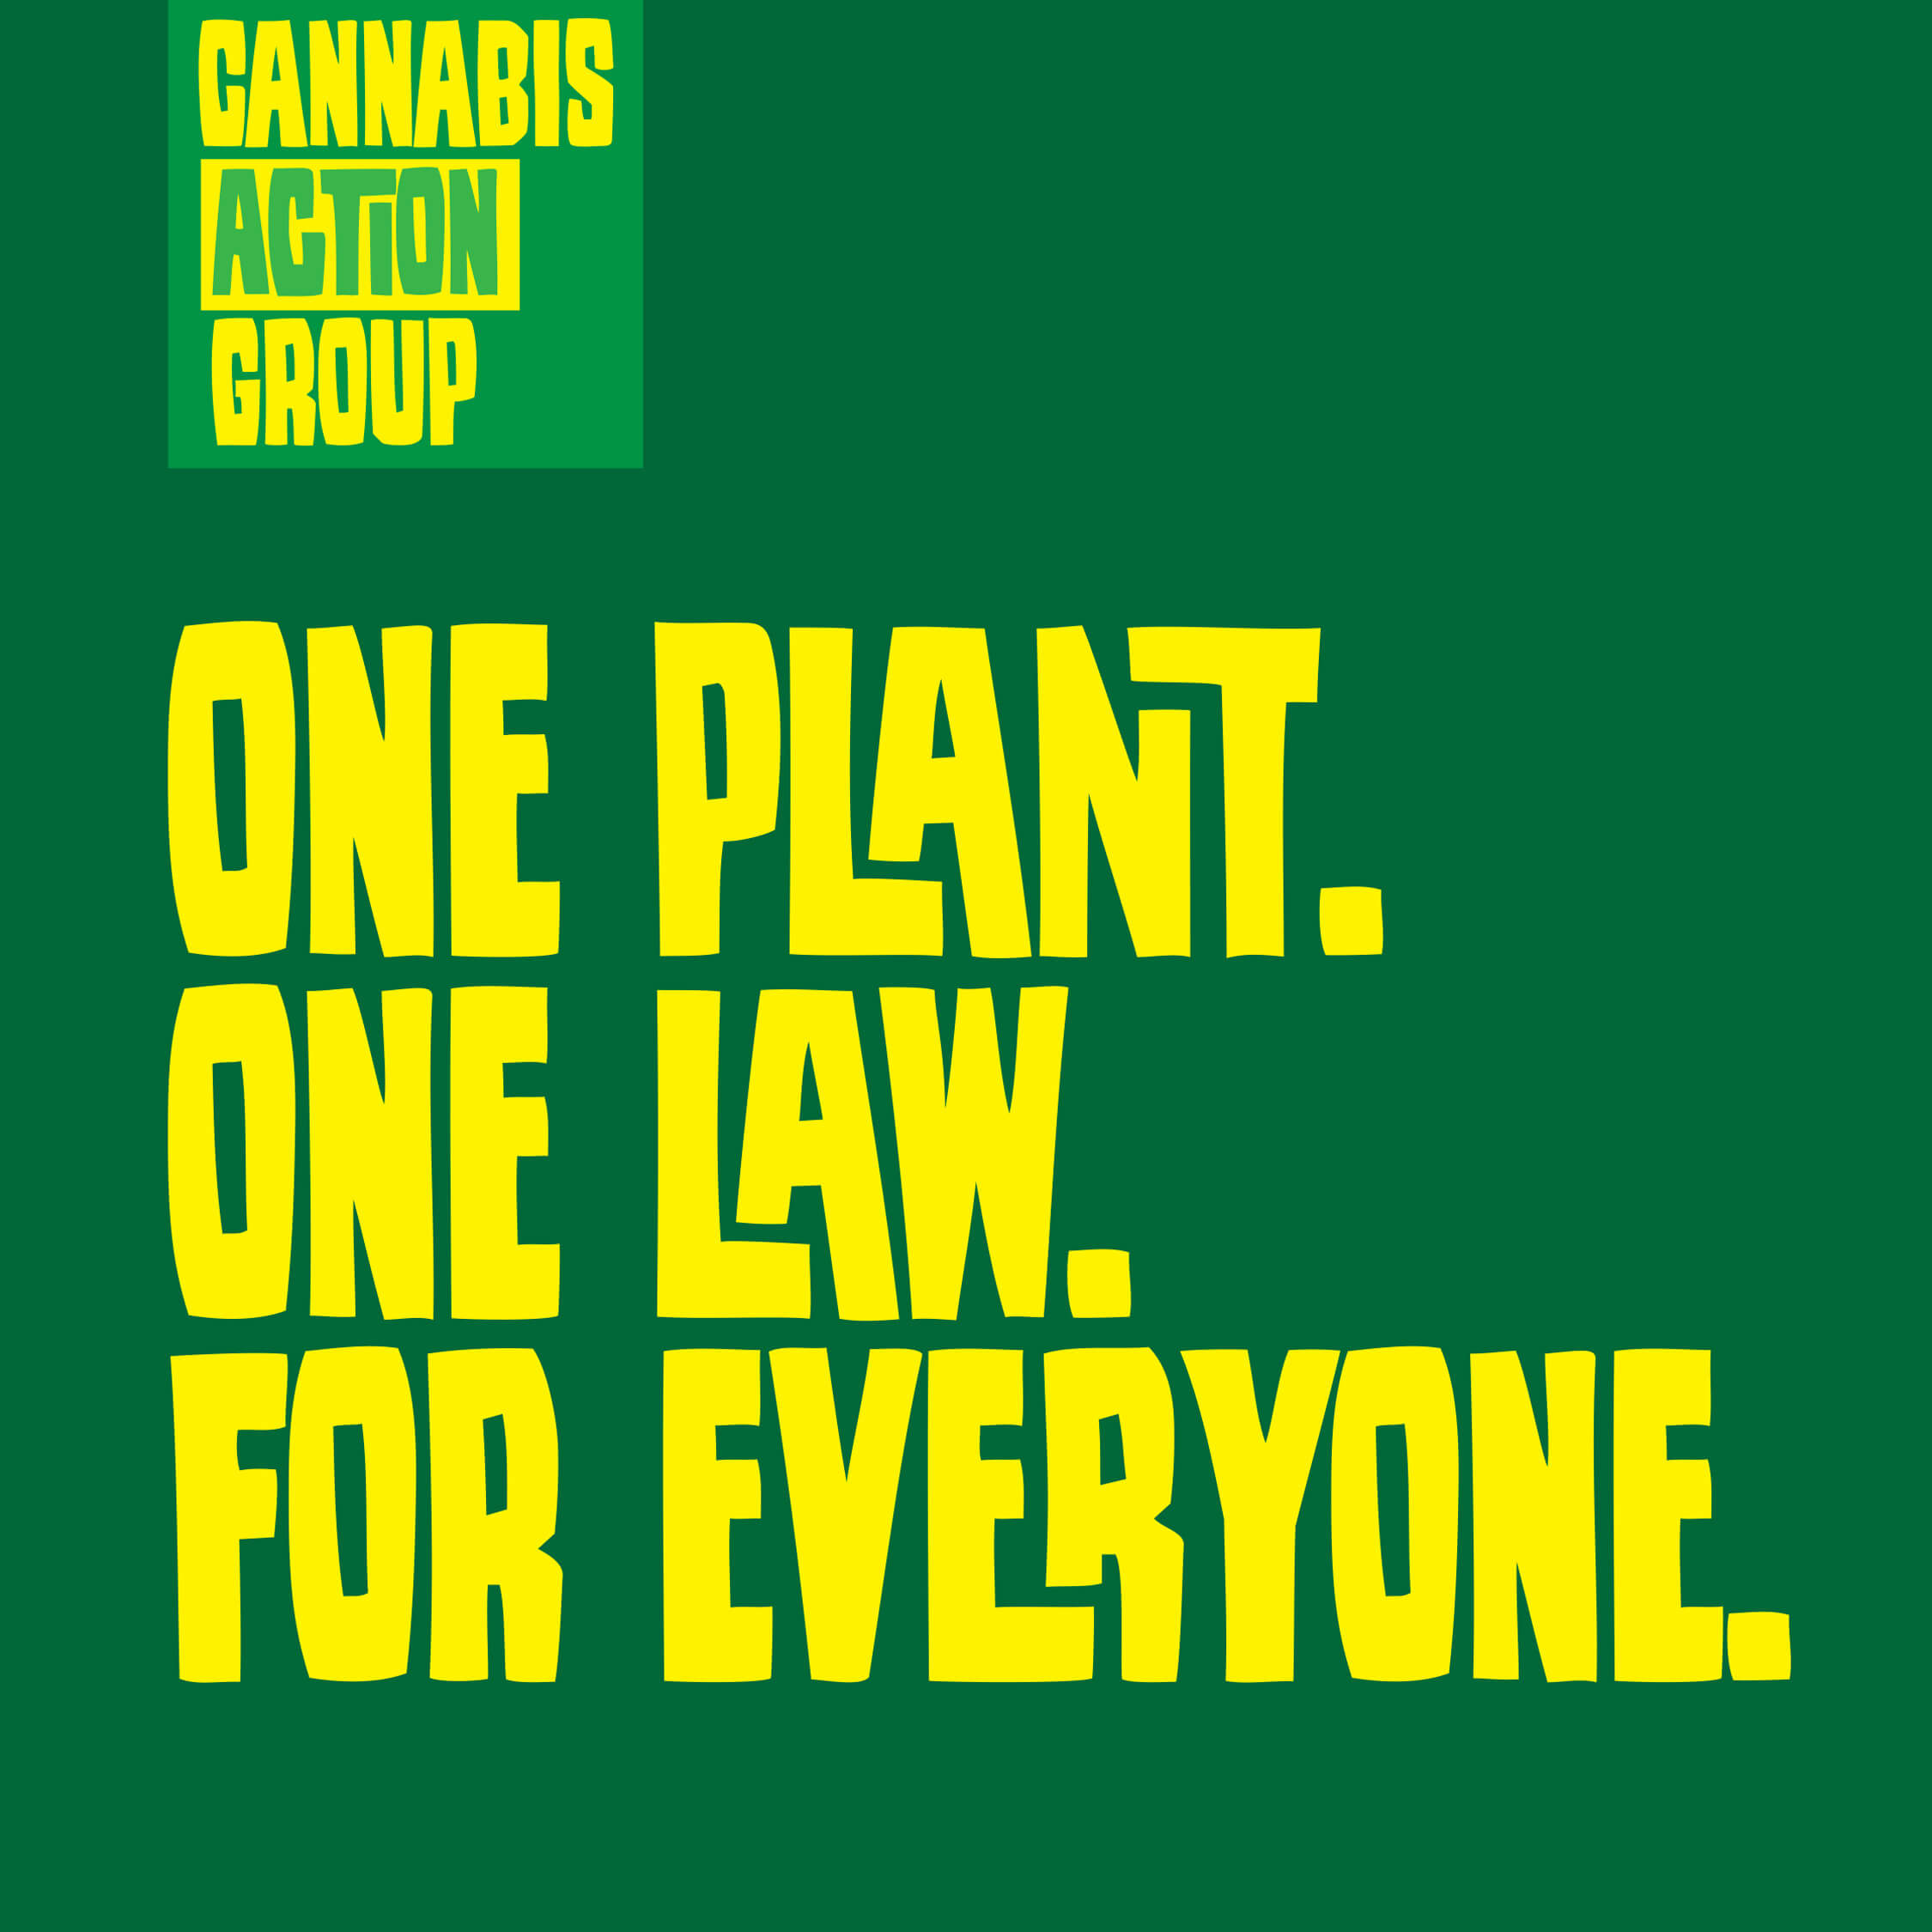 CANNABIS
ACTION
GROUP
ONE PLANT.
ONE LAW.
FOR EVERYONE.